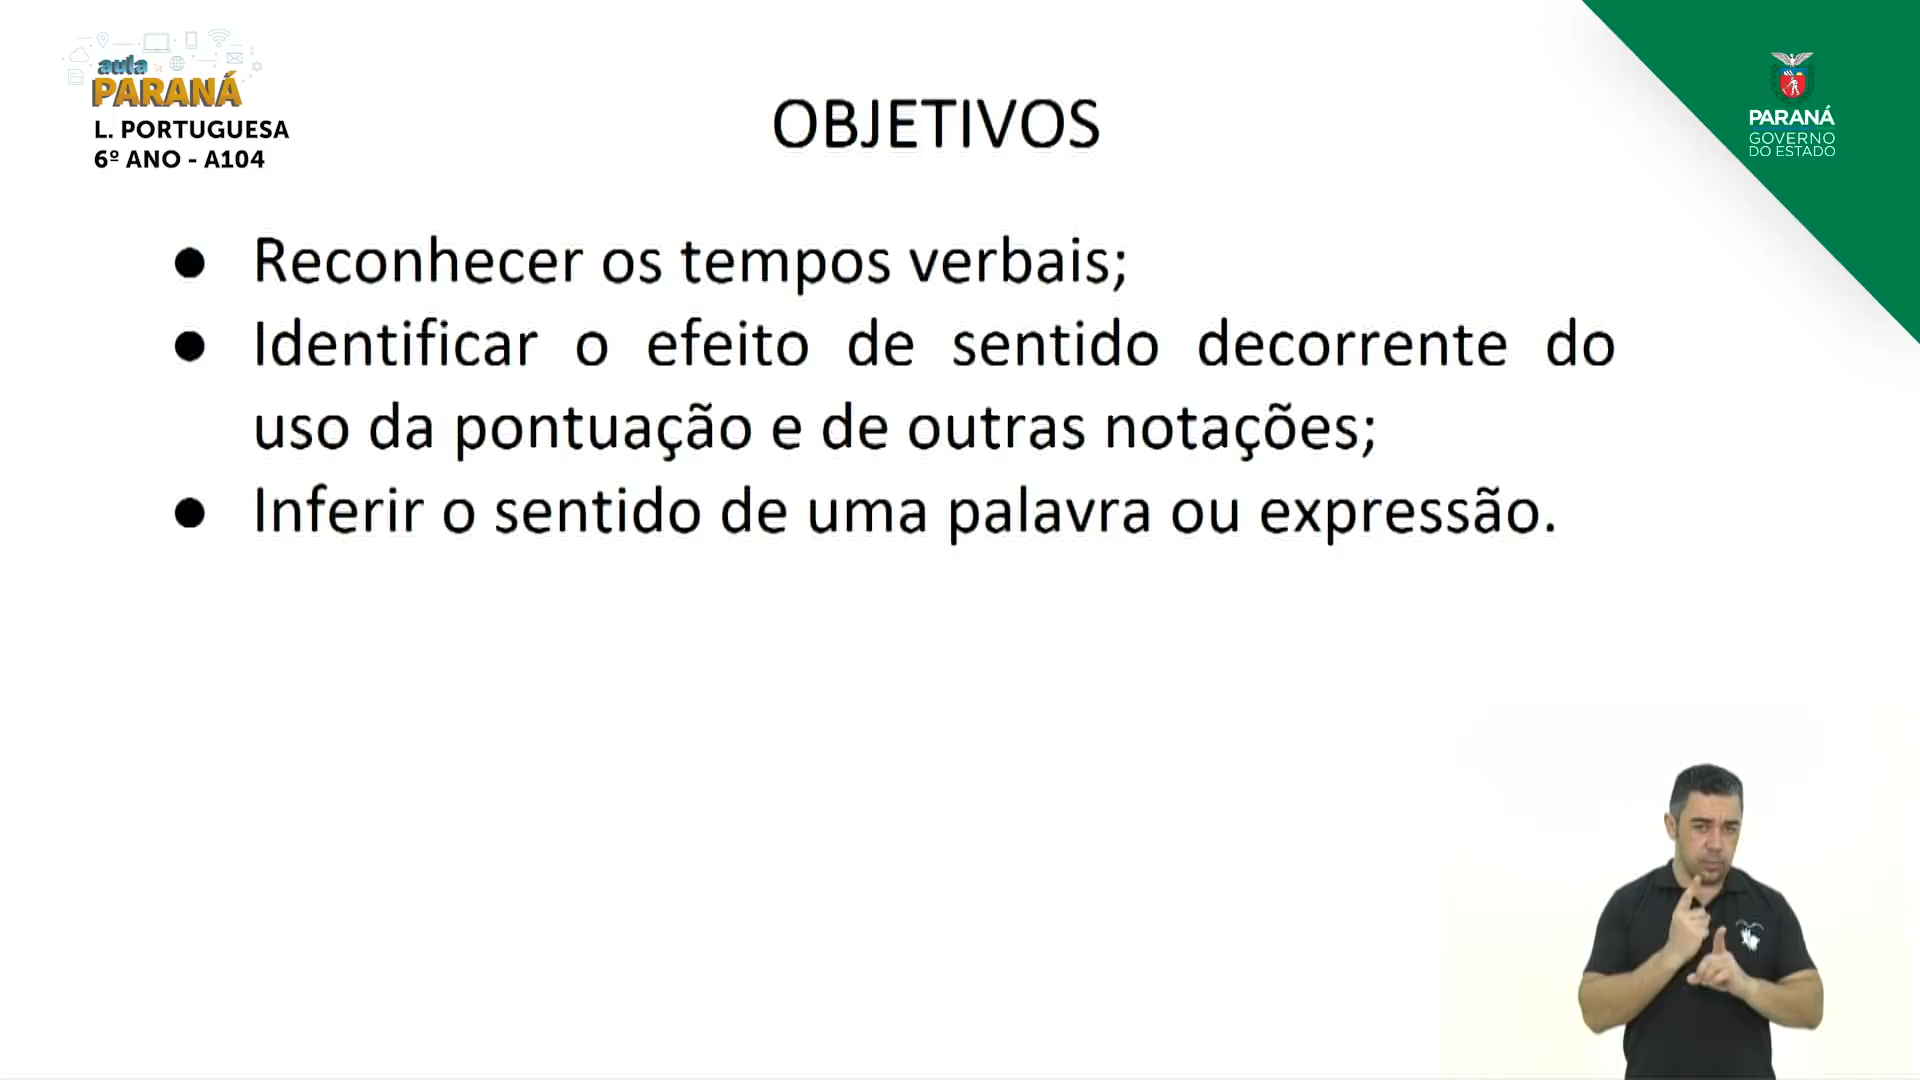 aula
PARANÁ
L. PORTUGUESA
6º ANO - A104
OBJETIVOS
PARANÁ
GOVERNO
DO ESTADO
● Reconhecer os tempos verbais;
● Identificar o efeito de sentido decorrente do
uso da pontuação e de outras notações;
● Inferir o sentido de uma palavra ou expressão.